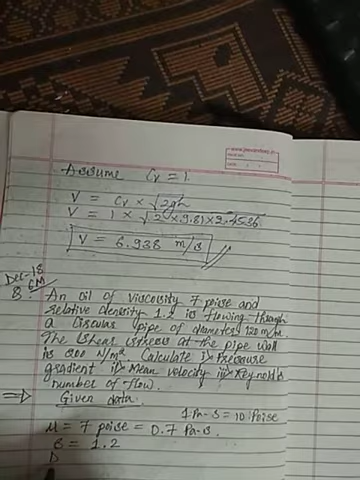 Assume Cv = 1
V = Cv × √2gh
V = 1 × √2 × 9.81 × 2.4536
V = 6.938 m/s
Dec-18
8. 6M
An oil of viscosity 7 poise and
relative density 1.2 is flowing through
a circular pipe of diameter 120 m/m.
The shear stress at the pipe wall
is 200 N/m². Calculate i) Pressure
gradient ii) Mean velocity iii) Reynold's
number of flow.
⇒ Given data.
1 Pa-S = 10 Poise
μ = 7 poise = 0.7 Pa-S.
S = 1.2
D